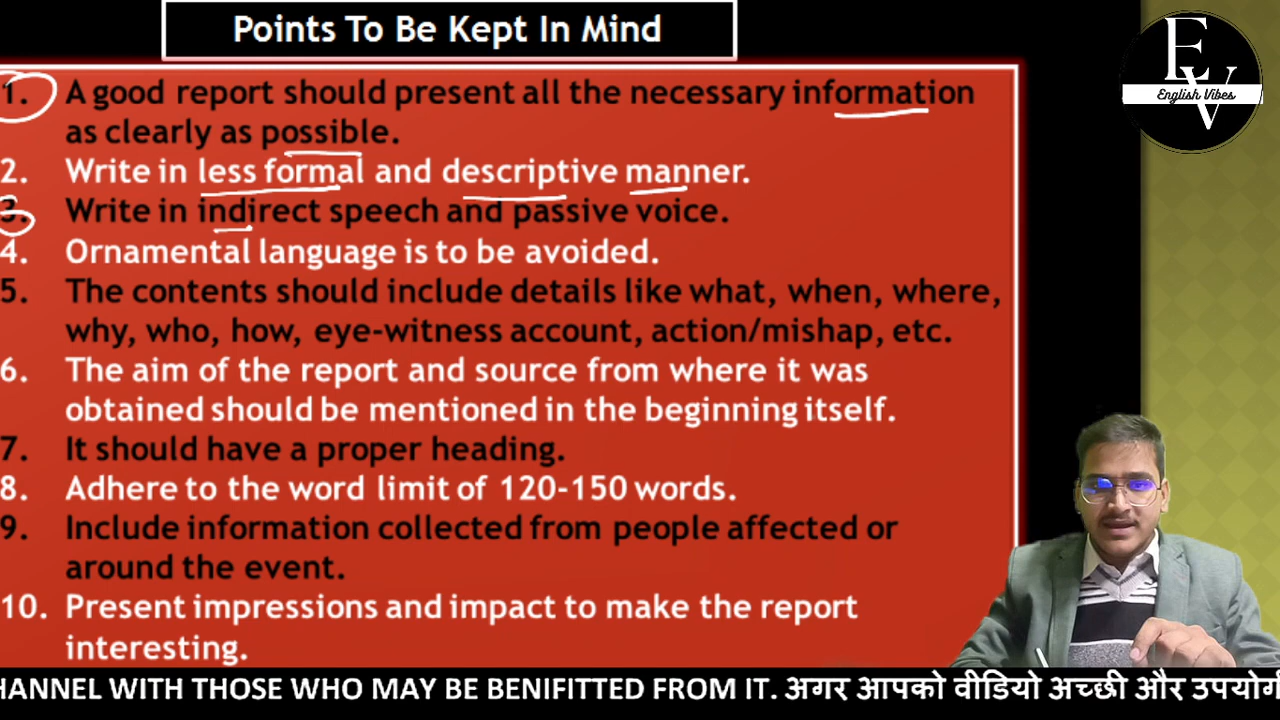 Points To Be Kept In Mind
1. A good report should present all the necessary information
as clearly as possible.
2. Write in less formal and descriptive manner.
3. Write in indirect speech and passive voice.
4. Ornamental language is to be avoided.
5. The contents should include details like what, when, where,
why, who, how, eye-witness account, action/mishap, etc.
6. The aim of the report and source from where it was
obtained should be mentioned in the beginning itself.
7. It should have a proper heading.
8. Adhere to the word limit of 120-150 words.
9. Include information collected from people affected or
around the event.
10. Present impressions and impact to make the report
interesting.
E
V
English Vibes
HANNEL WITH THOSE WHO MAY BE BENIFITTED FROM IT. अगर आपको वीडियो अच्छी और उपयोग